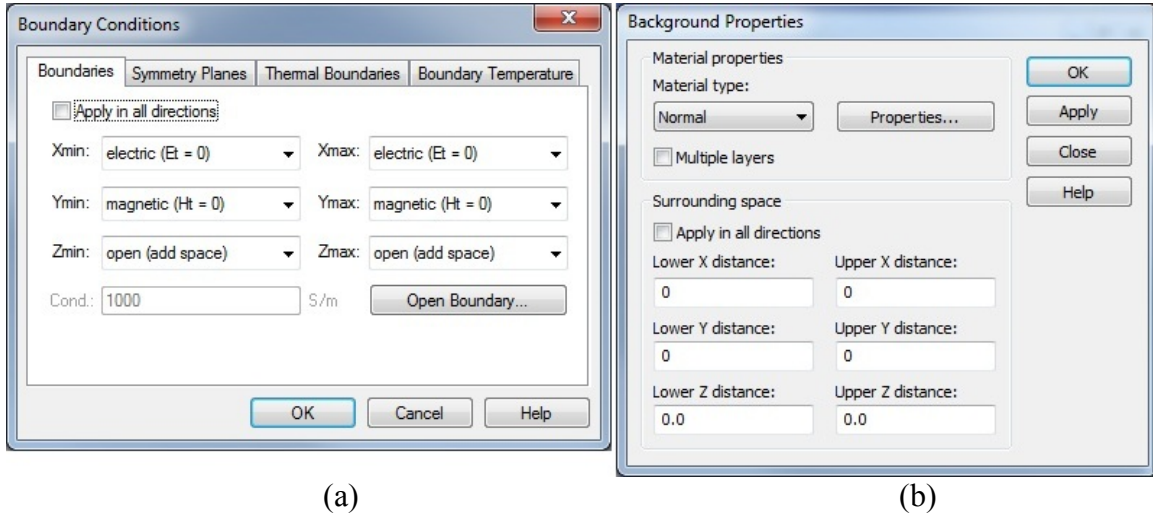 Boundary Conditions
Boundaries Symmetry Planes Thermal Boundaries Boundary Temperature
Apply in all directions
Xmin: electric (Et = 0) Xmax: electric (Et = 0)
Ymin: magnetic (Ht = 0) Ymax: magnetic (Ht = 0)
Zmin: open (add space) Zmax: open (add space)
Cond.: 1000 S/m Open Boundary...
OK Cancel Help
(a)
Background Properties
Material properties
Material type:
Normal Properties...
Multiple layers
Surrounding space
Apply in all directions
Lower X distance: Upper X distance:
0 0
Lower Y distance: Upper Y distance:
0 0
Lower Z distance: Upper Z distance:
0.0 0.0
OK
Apply
Close
Help
(b)